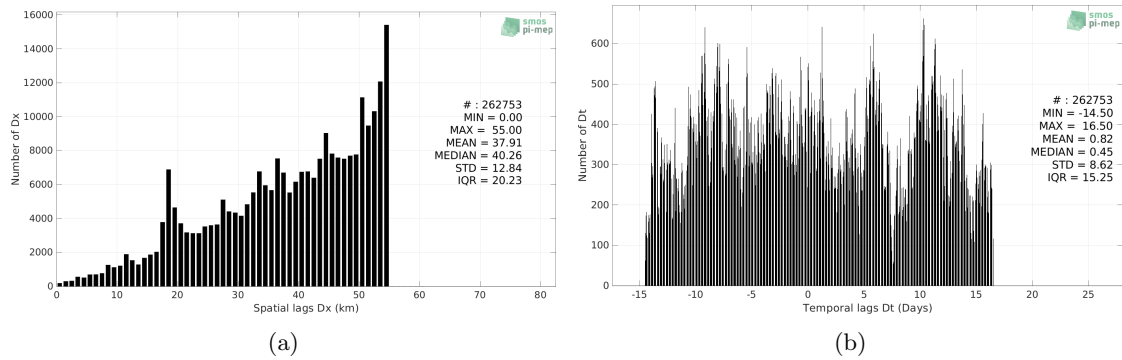 16000
14000
12000
10000
8000
6000
4000
2000
0
Number of Dx
0 10 20 30 40 50 60 70 80
Spatial lags Dx (km)
smos
pi-mep
# : 262753
MIN = 0.00
MAX = 55.00
MEAN = 37.91
MEDIAN = 40.26
STD = 12.84
IQR = 20.23
(a)
600
500
400
300
200
100
0
Number of Dt
-15 -10 -5 0 5 10 15 20 25
Temporal lags Dt (Days)
smos
pi-mep
# : 262753
MIN = -14.50
MAX = 16.50
MEAN = 0.82
MEDIAN = 0.45
STD = 8.62
IQR = 15.25
(b)